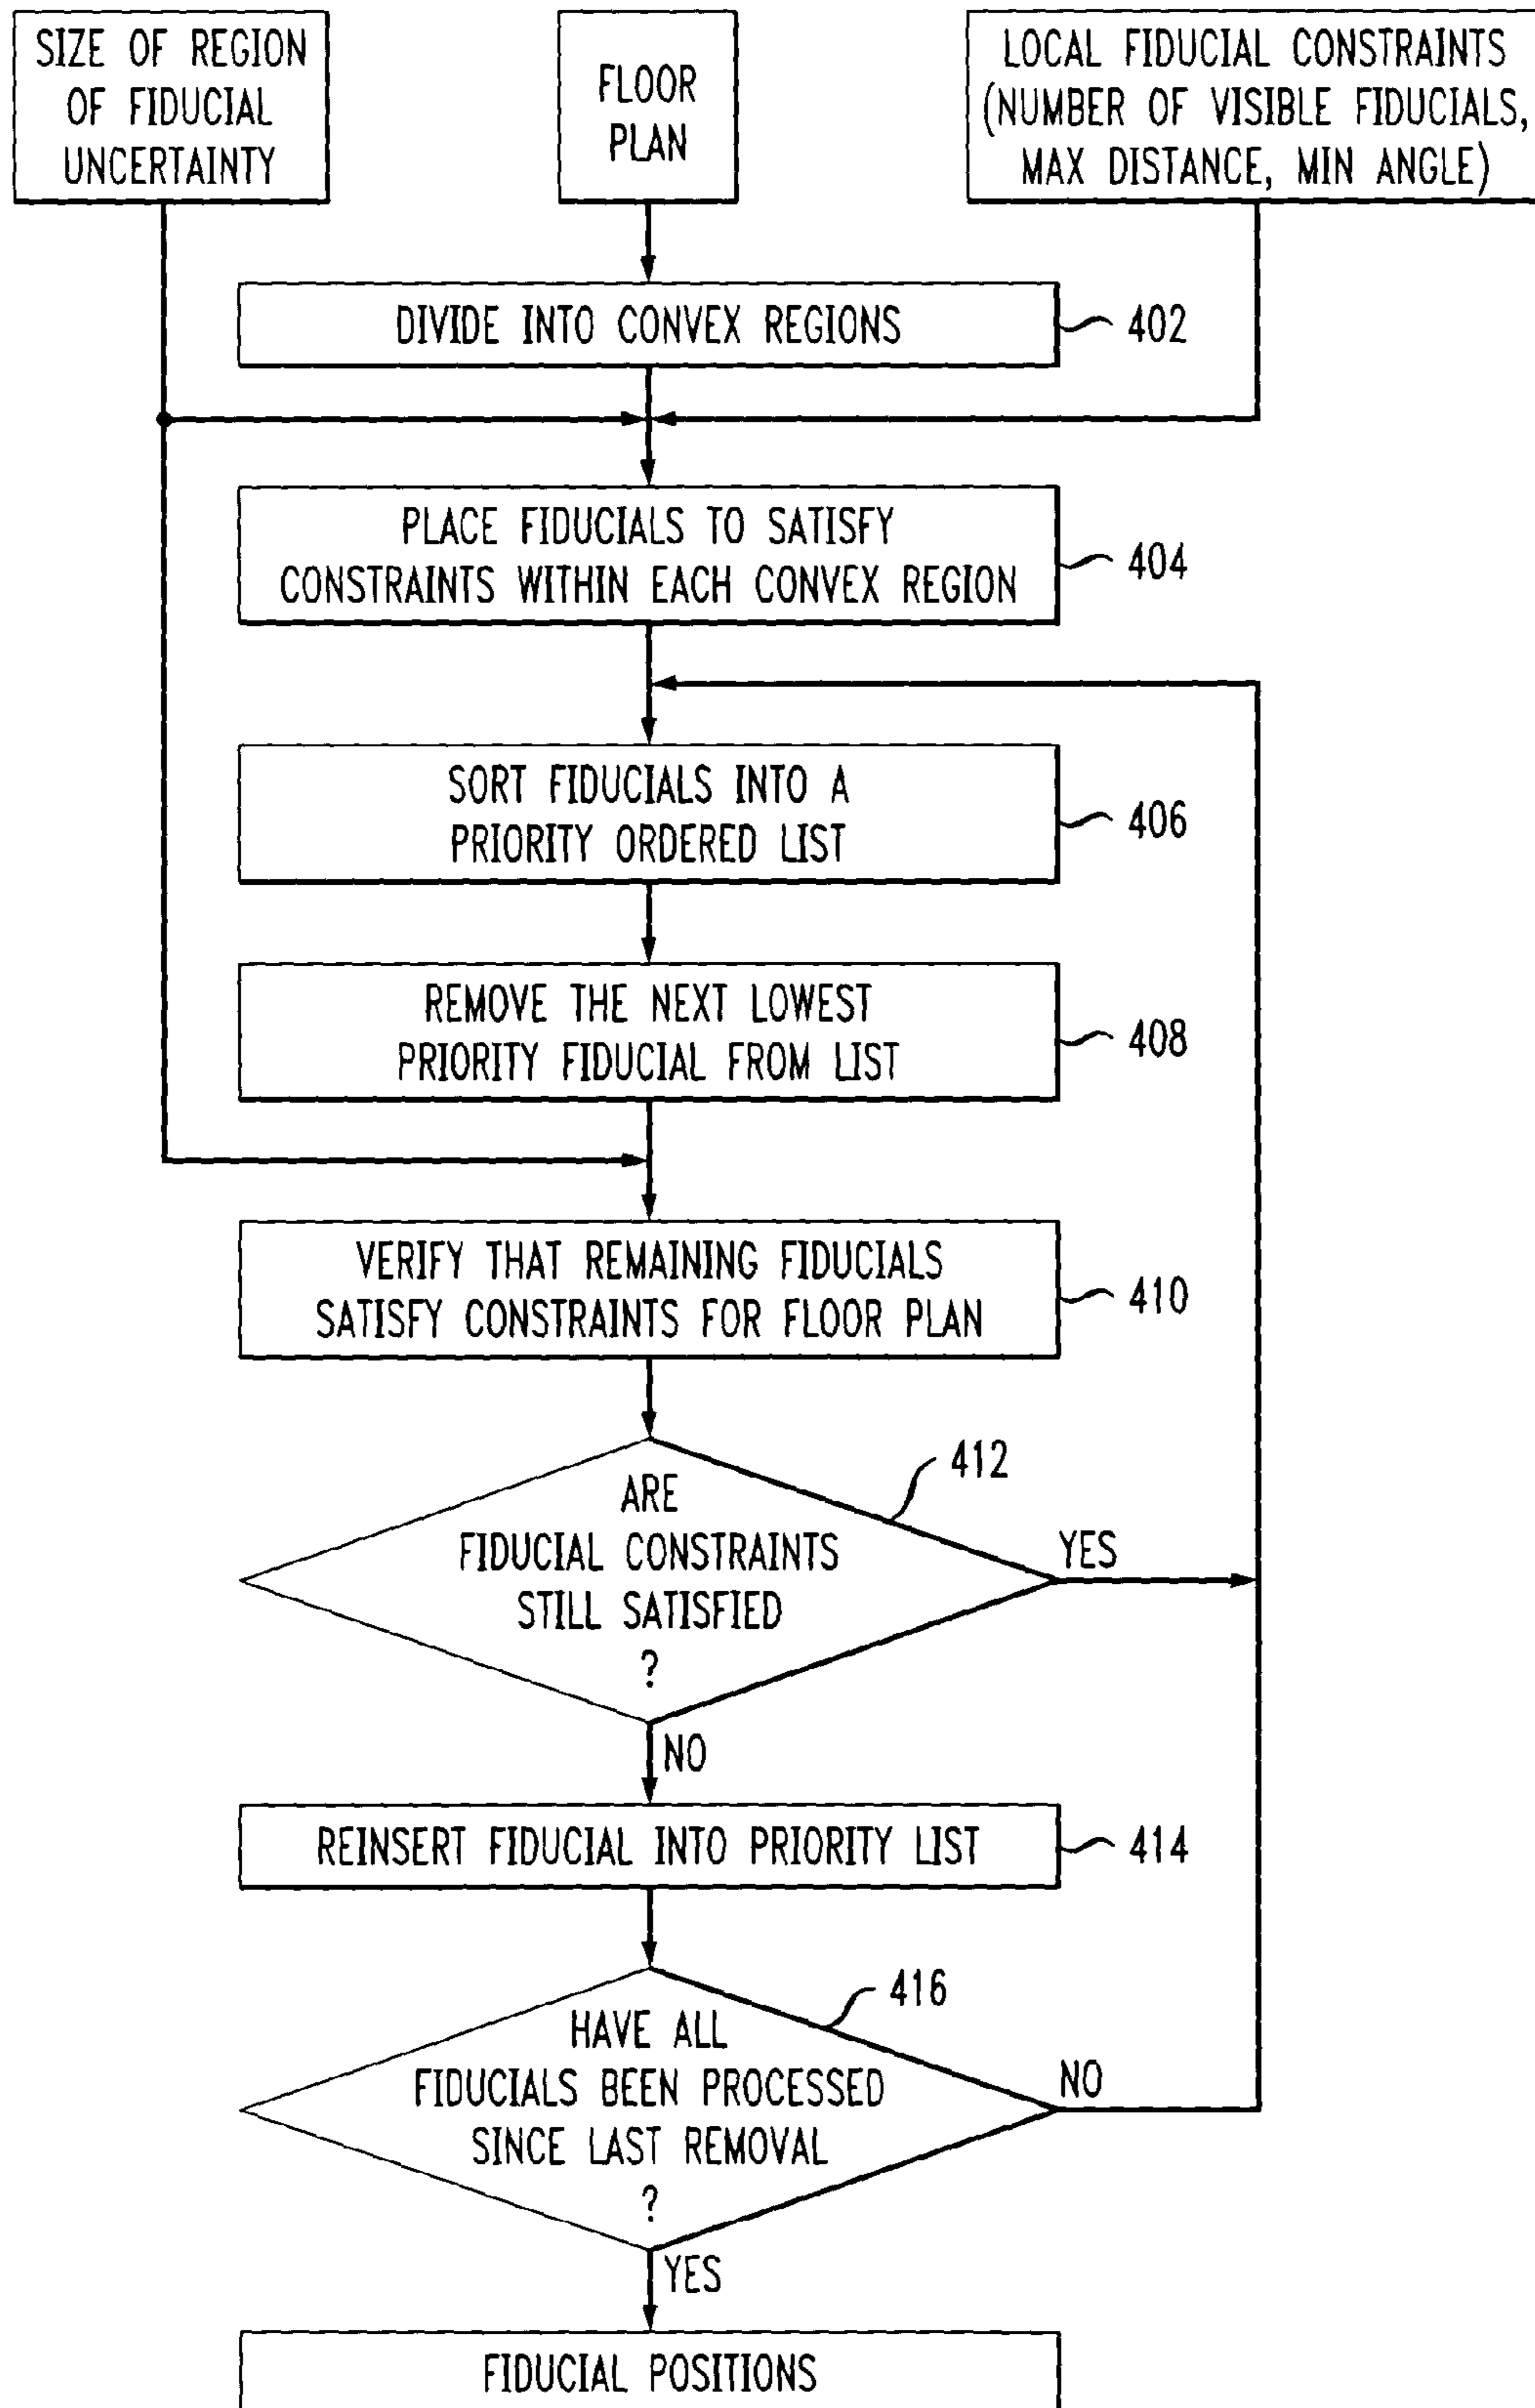 SIZE OF REGION
OF FIDUCIAL
UNCERTAINTY
FLOOR
PLAN
LOCAL FIDUCIAL CONSTRAINTS
(NUMBER OF VISIBLE FIDUCIALS,
MAX DISTANCE, MIN ANGLE)
DIVIDE INTO CONVEX REGIONS
402
PLACE FIDUCIALS TO SATISFY
CONSTRAINTS WITHIN EACH CONVEX REGION
404
SORT FIDUCIALS INTO A
PRIORITY ORDERED LIST
406
REMOVE THE NEXT LOWEST
PRIORITY FIDUCIAL FROM LIST
408
VERIFY THAT REMAINING FIDUCIALS
SATISFY CONSTRAINTS FOR FLOOR PLAN
410
412
ARE
FIDUCIAL CONSTRAINTS
STILL SATISFIED
?
YES
NO
REINSERT FIDUCIAL INTO PRIORITY LIST
414
416
HAVE ALL
FIDUCIALS BEEN PROCESSED
SINCE LAST REMOVAL
?
NO
YES
FIDUCIAL POSITIONS